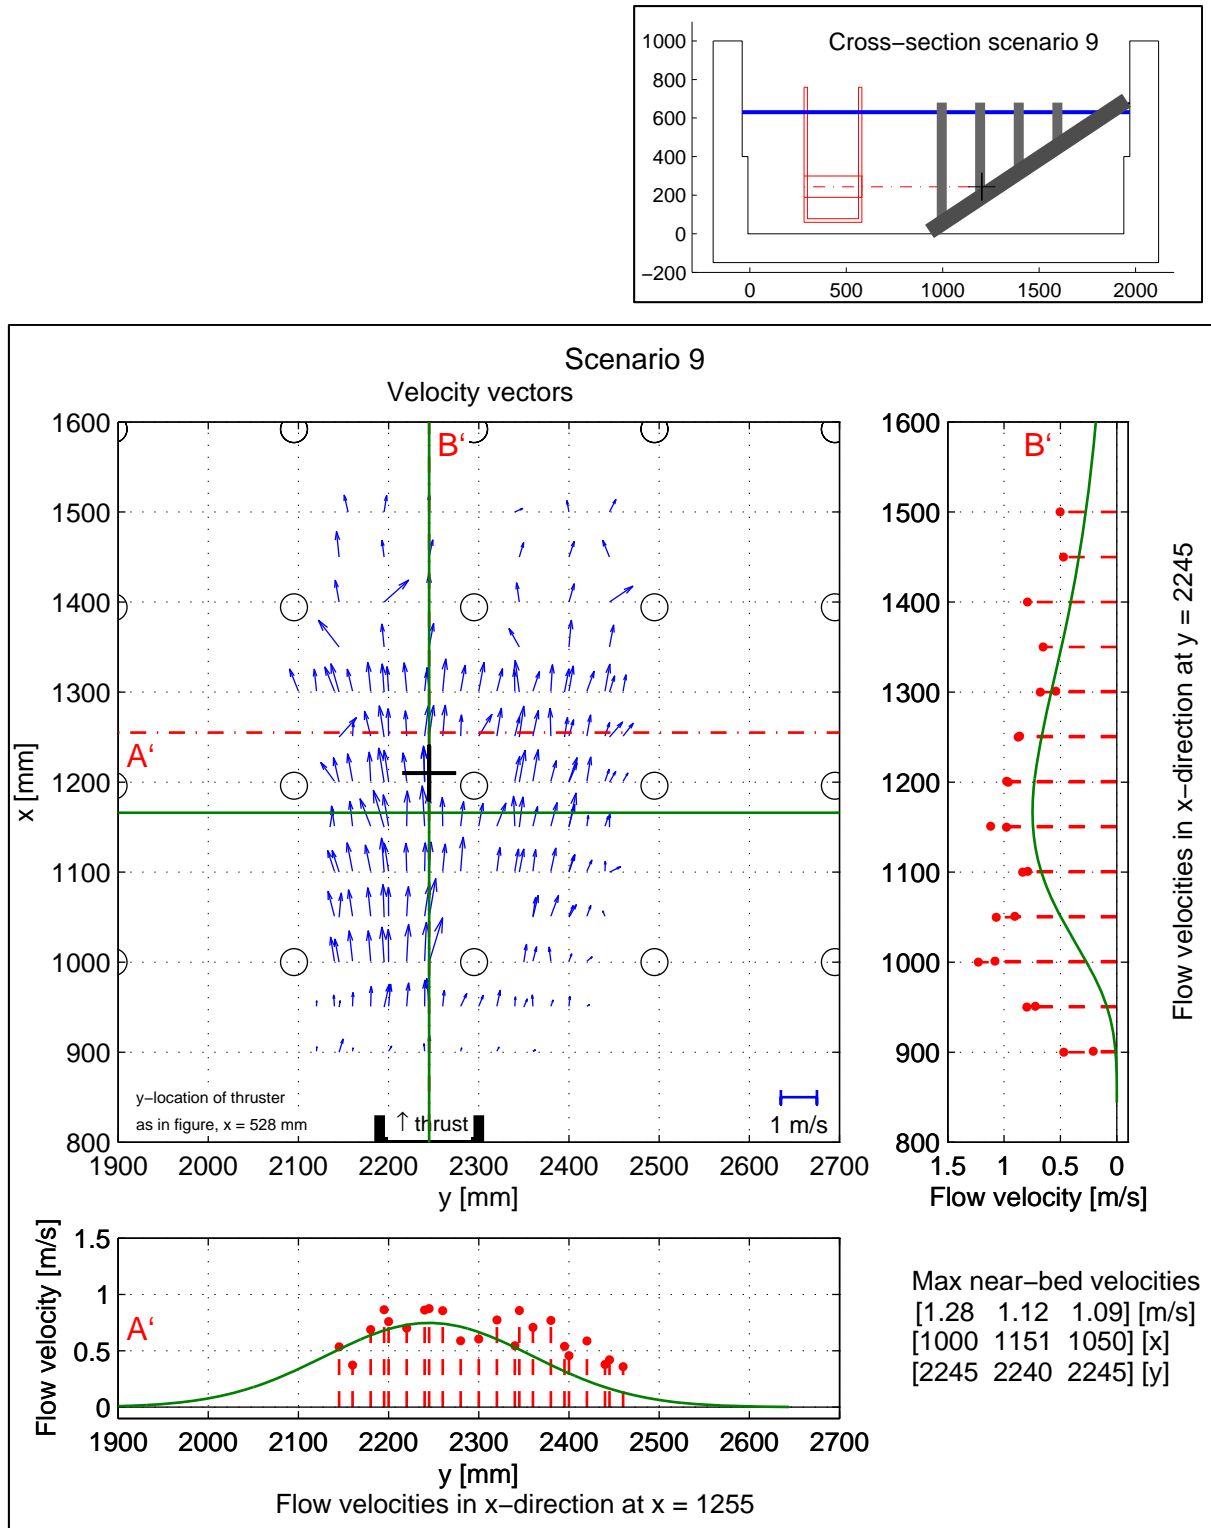 Cross−section scenario 9
1000
800
600
400
200
0
−200
0 500 1000 1500 2000
Scenario 9
Velocity vectors
1600
1500
1400
1300
1200
1100
1000
900
800
x [mm]
B‘
A‘
y−location of thruster
as in figure, x = 528 mm
↑ thrust
1 m/s
1900 2000 2100 2200 2300 2400 2500 2600 2700
y [mm]
B‘
1600
1500
1400
1300
1200
1100
1000
900
800
1.5 1 0.5 0
Flow velocity [m/s]
Flow velocities in x−direction at y = 2245
Flow velocity [m/s]
1.5
1
0.5
0
A‘
1900 2000 2100 2200 2300 2400 2500 2600 2700
y [mm]
Flow velocities in x−direction at x = 1255
Max near−bed velocities
[1.28 1.12 1.09] [m/s]
[1000 1151 1050] [x]
[2245 2240 2245] [y]